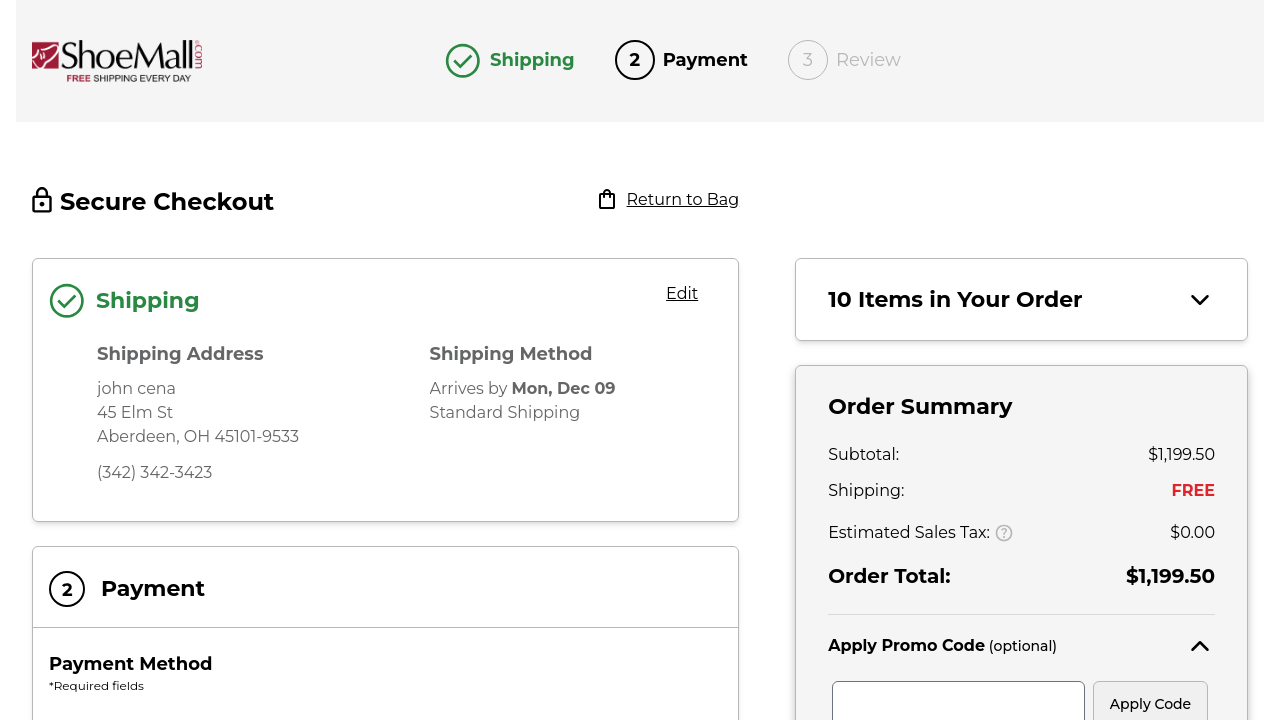 ShoeMall.com
FREE SHIPPING EVERY DAY
Shipping
2 Payment
3 Review
Secure Checkout
Return to Bag
Shipping
Edit
Shipping Address
john cena
45 Elm St
Aberdeen, OH 45101-9533
(342) 342-3423
Shipping Method
Arrives by Mon, Dec 09
Standard Shipping
2 Payment
Payment Method
*Required fields
10 Items in Your Order
Order Summary
Subtotal: $1,199.50
Shipping: FREE
Estimated Sales Tax: ? $0.00
Order Total: $1,199.50
Apply Promo Code (optional)
Apply Code